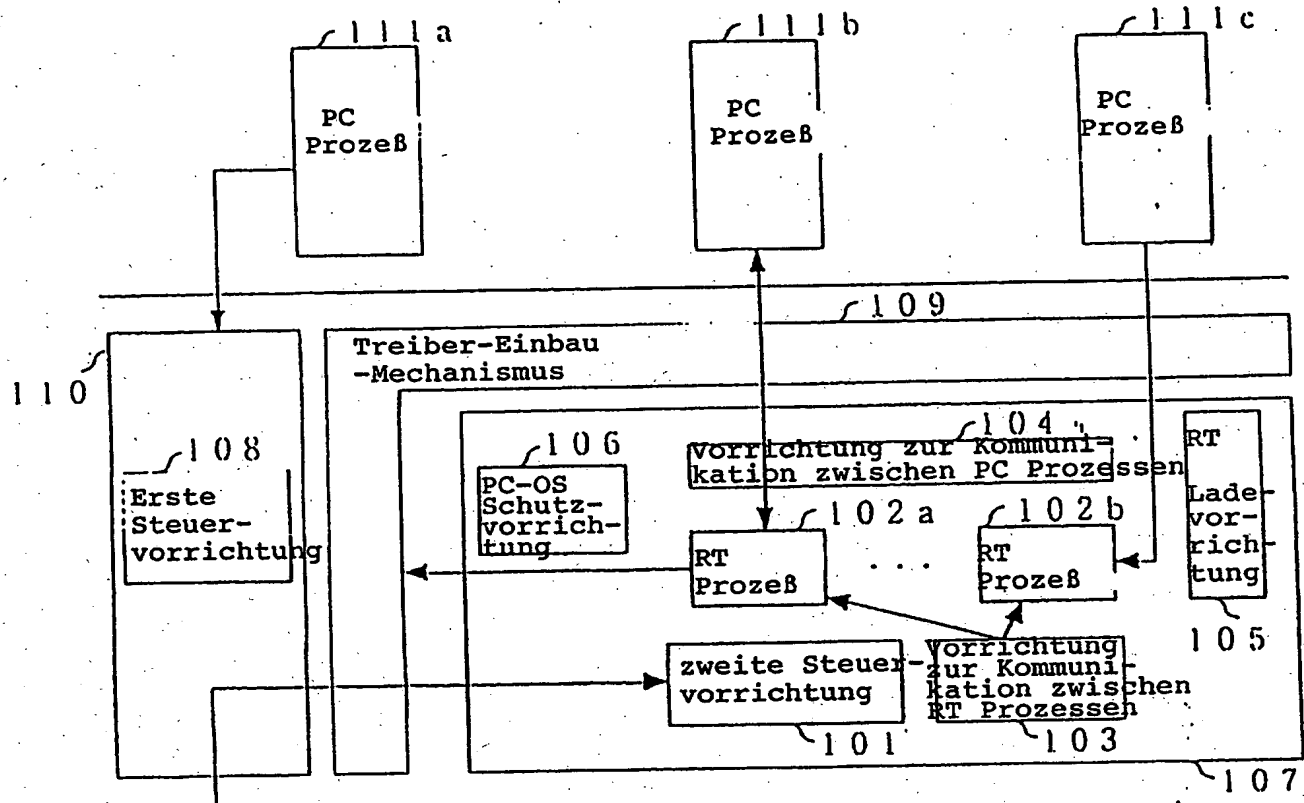 111a
111b
111c
PC
Prozeß
PC
Prozeß
PC
Prozeß
109
110
Treiber-Einbau
-Mechanismus
108
Erste
Steuer-
vorrichtung
106
PC-OS
Schutz-
vorrich-
tung
104
Vorrichtung zur Kommuni-
kation zwischen PC Prozessen
RT
Lade-
vor-
rich-
tung
105
102a
RT
Prozeß
. . .
102b
RT
Prozeß
zweite Steuer-
vorrichtung
101
Vorrichtung
zur Kommuni-
kation zwischen
RT Prozessen
103
107